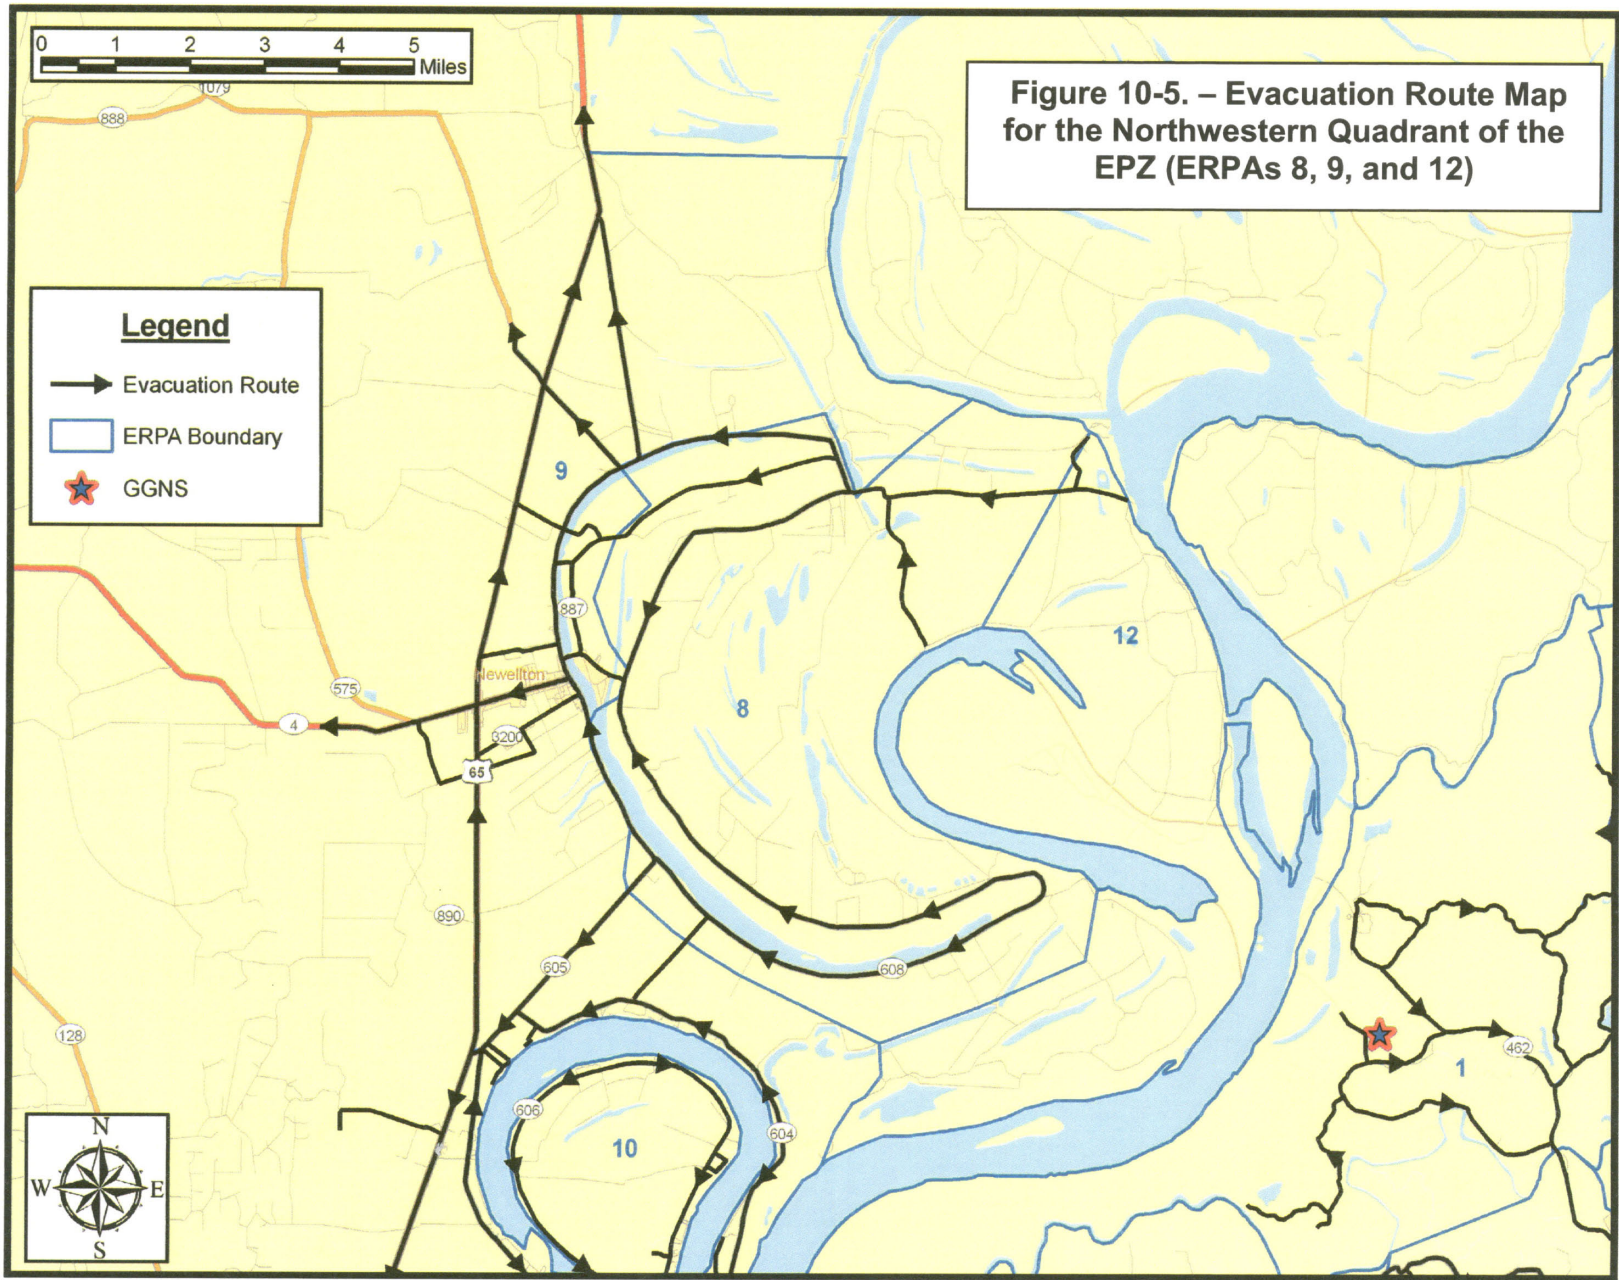 0 1 2 3 4 5
Miles
Figure 10-5. – Evacuation Route Map
for the Northwestern Quadrant of the
EPZ (ERPAs 8, 9, and 12)
1079
888
Legend
Evacuation Route
ERPA Boundary
GGNS
9
887
12
Newellton
575
8
4
3200
65
890
605
608
128
462
1
606
604
10
N
W E
S